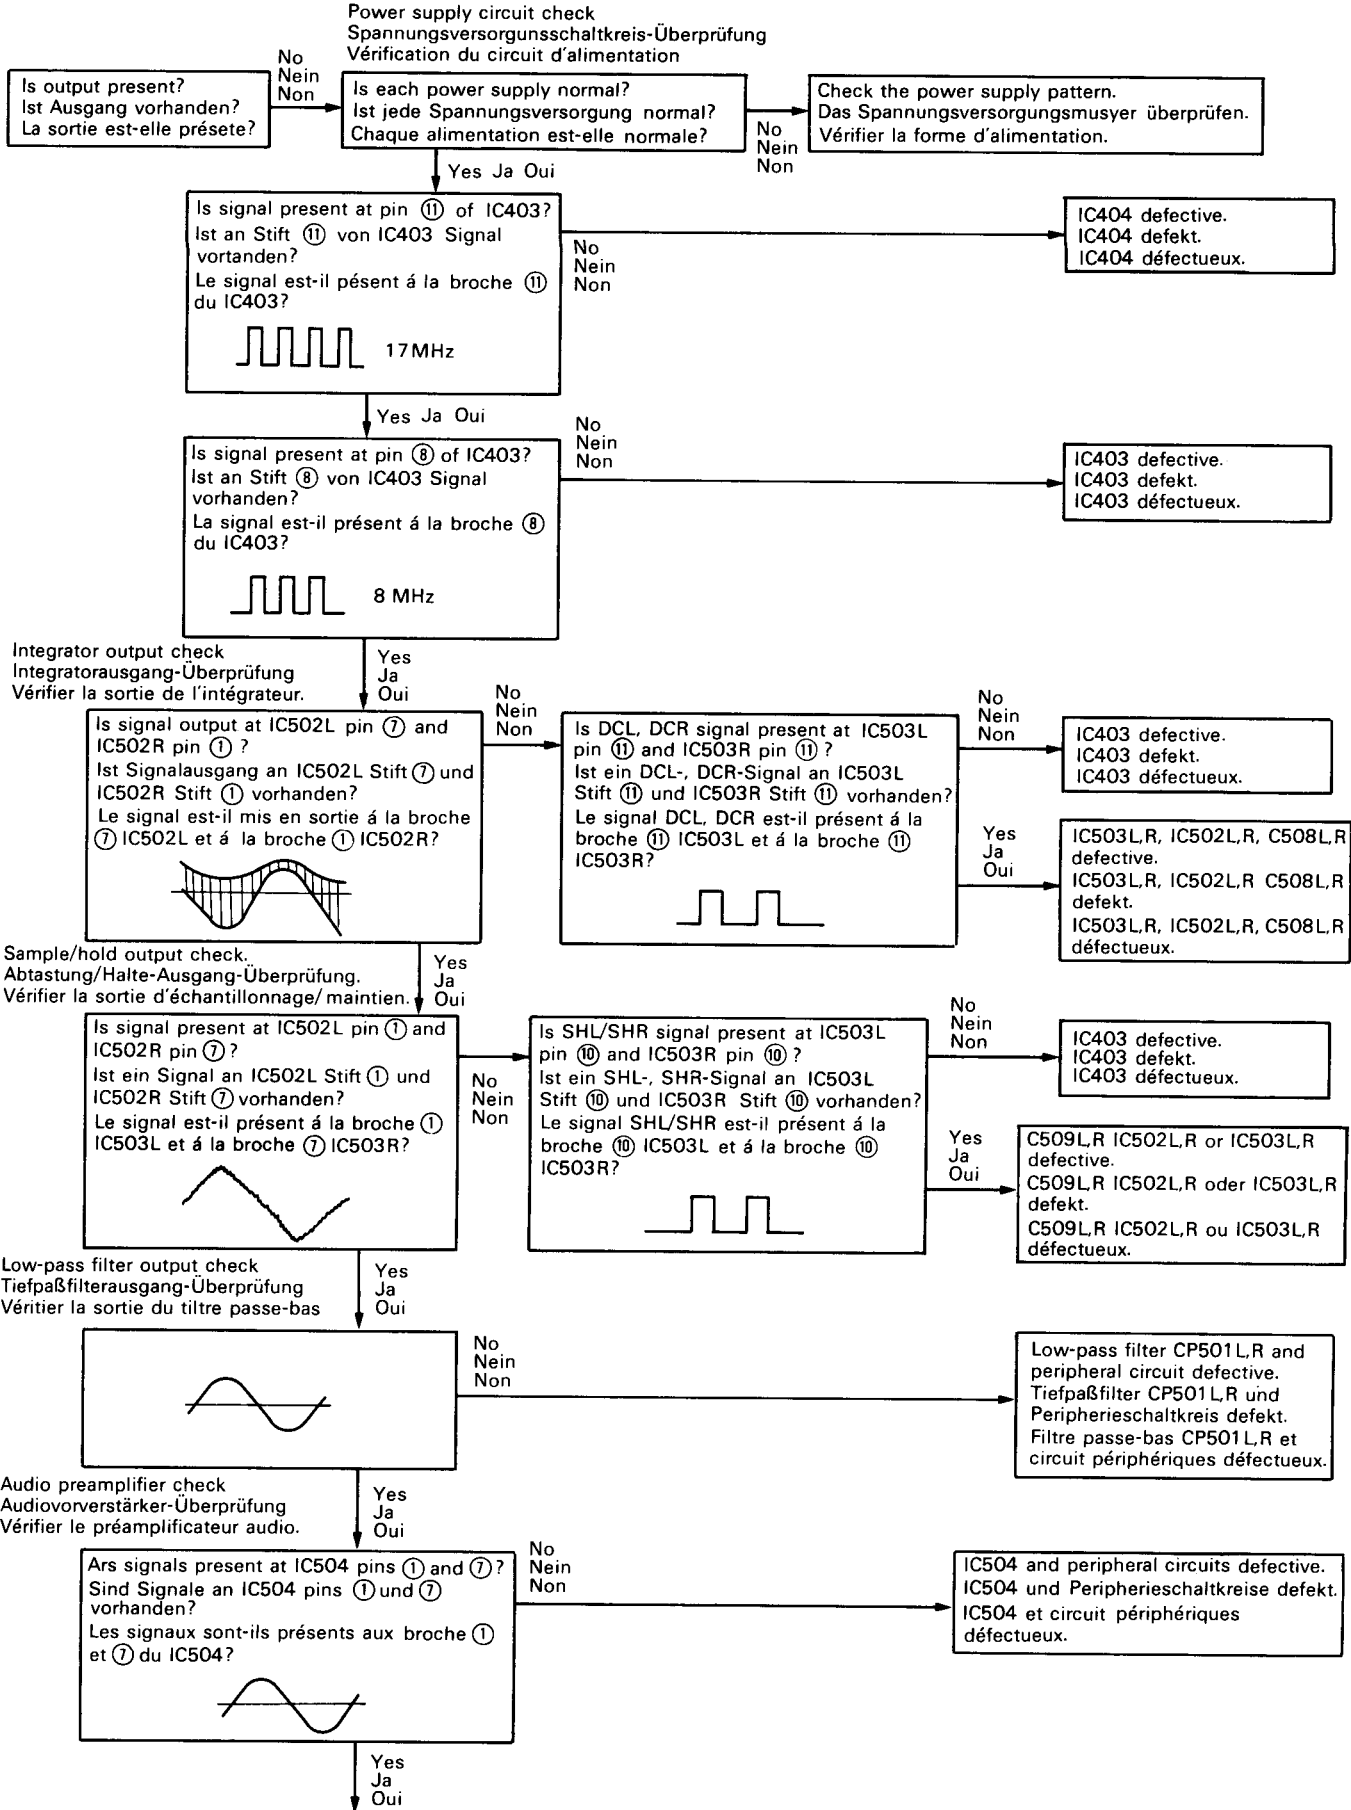 Power supply circuit check
Spannungsversorgunsschaltkreis-Überprüfung
Vérification du circuit d'alimentation
Is output present?
Ist Ausgang vorhanden?
La sortie est-elle présete?
No
Nein
Non
Is each power supply normal?
Ist jede Spannungsversorgung normal?
Chaque alimentation est-elle normale?
No
Nein
Non
Check the power supply pattern.
Das Spannungsversorgungsmusyer überprüfen.
Vérifier la forme d'alimentation.
Yes Ja Oui
Is signal present at pin ⑪ of IC403?
Ist an Stift ⑪ von IC403 Signal
vortanden?
Le signal est-il pésent á la broche ⑪
du IC403?
17MHz
No
Nein
Non
IC404 defective.
IC404 defekt.
IC404 défectueux.
Yes Ja Oui
Is signal present at pin ⑧ of IC403?
Ist an Stift ⑧ von IC403 Signal
vorhanden?
La signal est-il présent á la broche ⑧
du IC403?
8 MHz
No
Nein
Non
IC403 defective.
IC403 defekt.
IC403 défectueux.
Yes
Ja
Oui
Integrator output check
Integratorausgang-Überprüfung
Vérifier la sortie de l'intégrateur.
Is signal output at IC502L pin ⑦ and
IC502R pin ① ?
Ist Signalausgang an IC502L Stift ⑦ und
IC502R Stift ① vorhanden?
Le signal est-il mis en sortie á la broche
⑦ IC502L et á la broche ① IC502R?
No
Nein
Non
Is DCL, DCR signal present at IC503L
pin ⑪ and IC503R pin ⑪ ?
Ist ein DCL-, DCR-Signal an IC503L
Stift ⑪ und IC503R Stift ⑪ vorhanden?
Le signal DCL, DCR est-il présent á la
broche ⑪ IC503L et á la broche ⑪
IC503R?
No
Nein
Non
IC403 defective.
IC403 defekt.
IC403 défectueux.
Yes
Ja
Oui
IC503L,R, IC502L,R, C508L,R
defective.
IC503L,R, IC502L,R C508L,R
defekt.
IC503L,R, IC502L,R, C508L,R
défectueux.
Yes
Ja
Oui
Sample/hold output check.
Abtastung/Halte-Ausgang-Überprüfung.
Vérifier la sortie d'échantillonnage/maintien.
Is signal present at IC502L pin ① and
IC502R pin ⑦ ?
Ist ein Signal an IC502L Stift ① und
IC502R Stift ⑦ vorhanden?
Le signal est-il présent á la broche ①
IC503L et á la broche ⑦ IC503R?
No
Nein
Non
Is SHL/SHR signal present at IC503L
pin ⑩ and IC503R pin ⑩ ?
Ist ein SHL-, SHR-Signal an IC503L
Stift ⑩ und IC503R Stift ⑩ vorhanden?
Le signal SHL/SHR est-il présent á la
broche ⑩ IC503L et á la broche ⑩
IC503R?
No
Nein
Non
IC403 defective.
IC403 defekt.
IC403 défectueux.
Yes
Ja
Oui
C509L,R IC502L,R or IC503L,R
defective.
C509L,R IC502L,R oder IC503L,R
defekt.
C509L,R IC502L,R ou IC503L,R
défectueux.
Yes
Ja
Oui
Low-pass filter output check
Tiefpaßfilterausgang-Überprüfung
Véritier la sortie du tiltre passe-bas
No
Nein
Non
Low-pass filter CP501L,R and
peripheral circuit defective.
Tiefpaßfilter CP501L,R und
Peripherieschaltkreis defekt.
Filtre passe-bas CP501L,R et
circuit périphériques défectueux.
Yes
Ja
Oui
Audio preamplifier check
Audiovorverstärker-Überprüfung
Vérifier le préamplificateur audio.
Ars signals present at IC504 pins ① and ⑦ ?
Sind Signale an IC504 pins ① und ⑦
vorhanden?
Les signaux sont-ils présents aux broche ①
et ⑦ du IC504?
No
Nein
Non
IC504 and peripheral circuits defective.
IC504 und Peripherieschaltkreise defekt.
IC504 et circuit périphériques
défectueux.
Yes
Ja
Oui